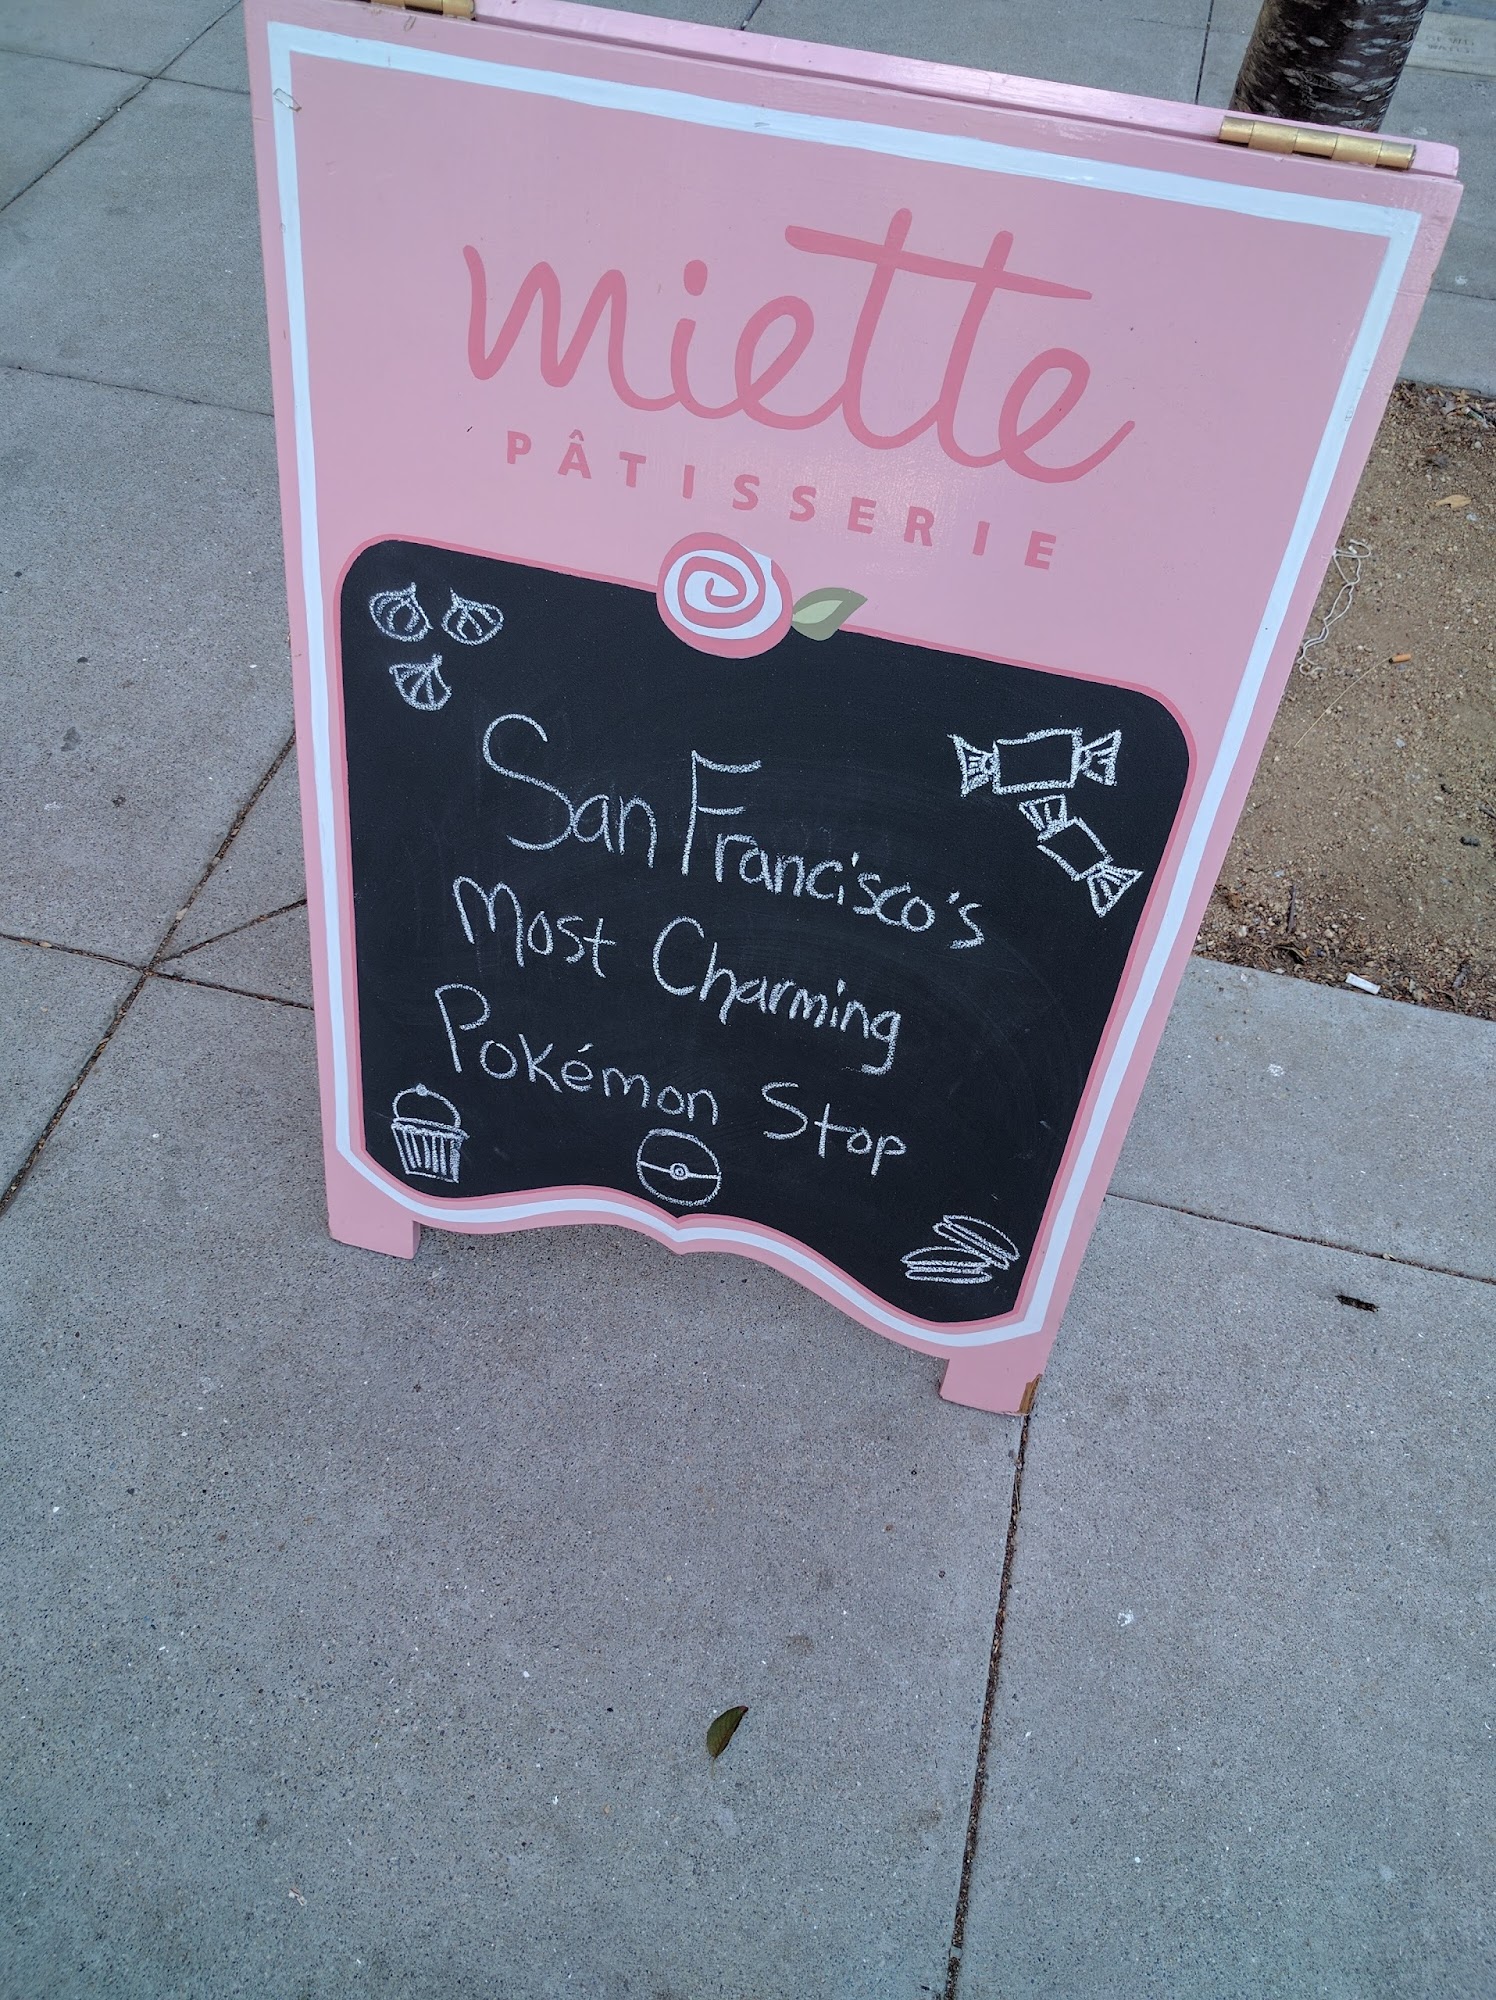 miette
PÂTISSERIE
San Francisco's
Most Charming
Pokémon Stop